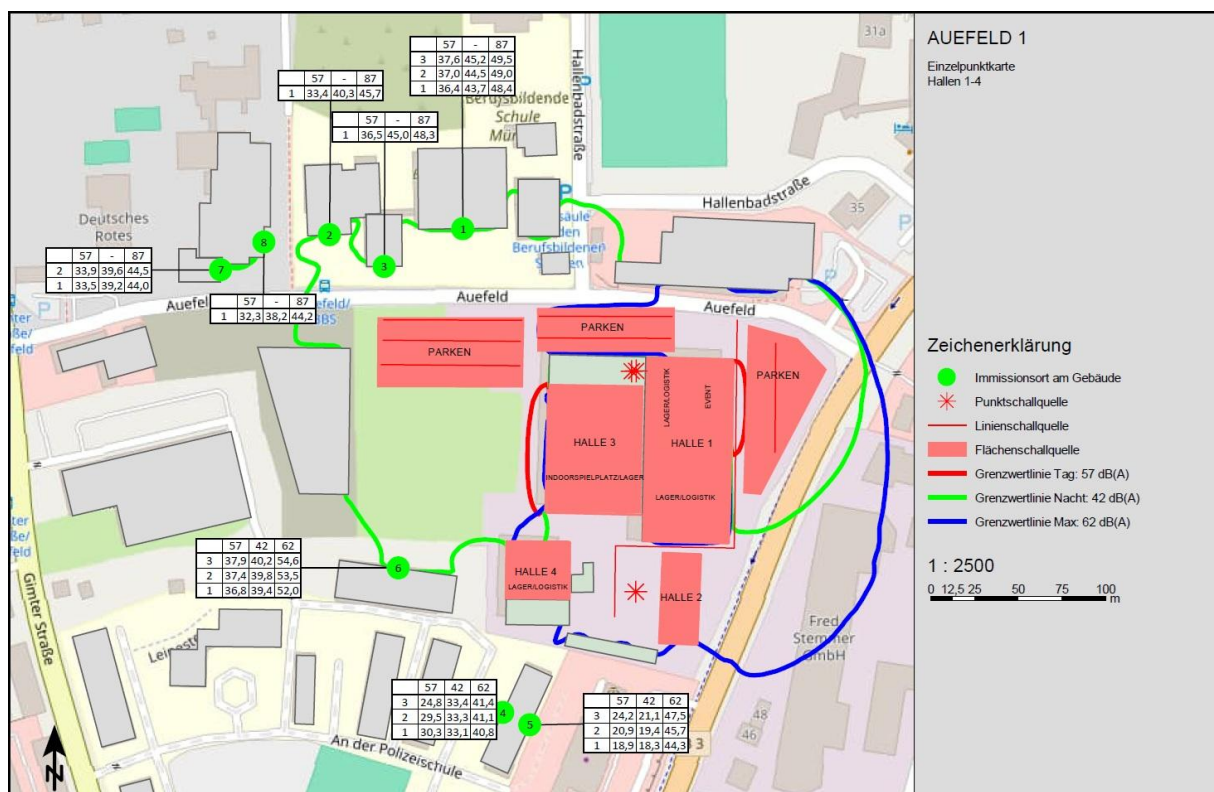 AUEFELD 1
Einzelpunktkarte
Hallen 1-4
Zeichenerklärung
Immissionsort am Gebäude
Punktschallquelle
Linienschallquelle
Flächenschallquelle
Grenzwertlinie Tag: 57 dB(A)
Grenzwertlinie Nacht: 42 dB(A)
Grenzwertlinie Max: 62 dB(A)
1 : 2500
0 12,5 25 50 75 100
m
57 - 87
3 37,6 45,2 49,5
2 37,0 44,5 49,0
1 36,4 43,7 48,4
57 - 87
1 33,4 40,3 45,7
57 - 87
1 36,5 45,0 48,3
31a
Berufsbildende
Schule
Hallenbadstraße
Hallenbadstraße
35
P
P
P
Deutsches
Rotes
Berufsbildenen
1
2
3
7
8
57 - 87
2 33,9 39,6 44,5
1 33,5 39,2 44,0
57 - 87
1 32,3 38,2 44,2
Auefeld
Auefeld
PARKEN
PARKEN
PARKEN
LAGER/LOGISTIK
EVENT
HALLE 3
HALLE 1
INDOORSPIELPLATZ/LAGER
LAGER/LOGISTIK
HALLE 4
LAGER/LOGISTIK
HALLE 2
6
57 42 62
3 37,9 40,2 54,6
2 37,4 39,8 53,5
1 36,8 39,4 52,0
Gimter Straße
Fred
Stemmer
GmbH
57 42 62
3 24,8 33,4 41,4
2 29,5 33,3 41,1
1 30,3 33,1 40,8
4
5
57 42 62
3 24,2 21,1 47,5
2 20,9 19,4 45,7
1 18,9 18,3 44,3
48
46
An der Polizeischule
N